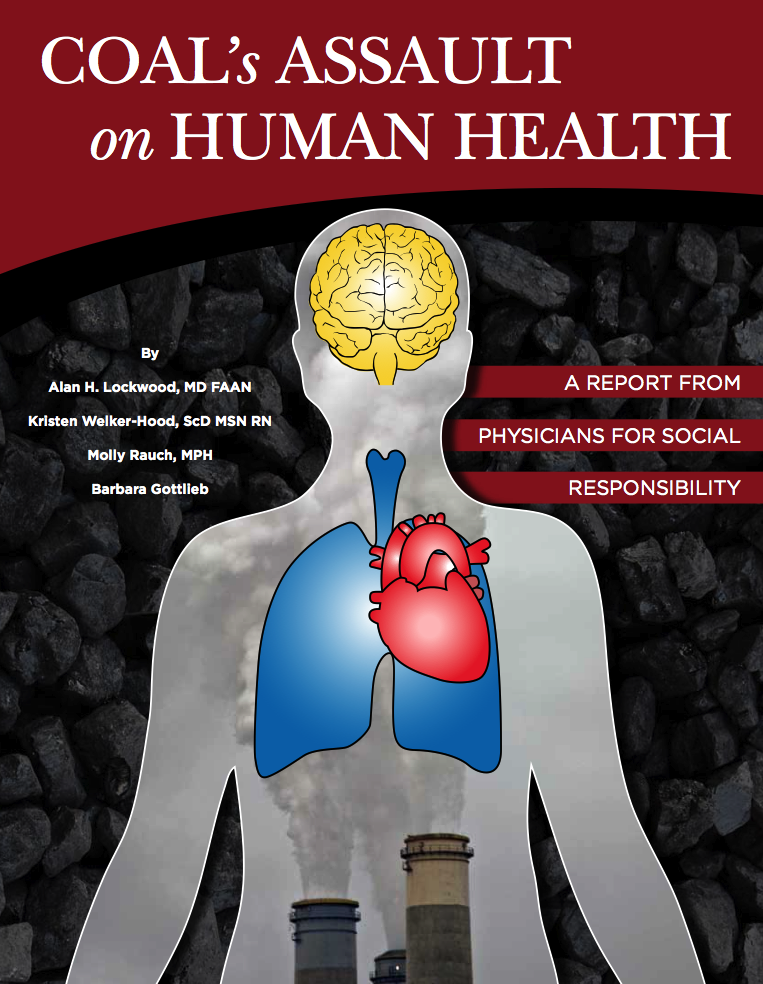 COAL's ASSAULT
on HUMAN HEALTH
By
Alan H. Lockwood, MD FAAN
Kristen Welker-Hood, ScD MSN RN
Molly Rauch, MPH
Barbara Gottlieb
A REPORT FROM
PHYSICIANS FOR SOCIAL
RESPONSIBILITY